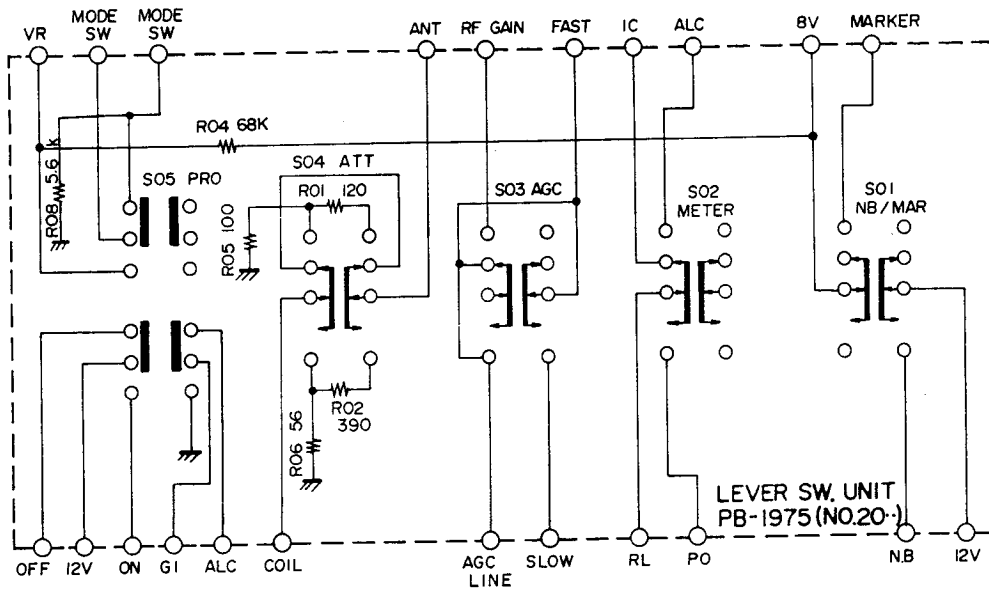 VR
MODE
SW
MODE
SW
ANT
RF GAIN
FAST
IC
ALC
8V
MARKER
R04 68K
R08 5.6 K
S05 PRO
S04 ATT
R01 120
R05 100
S03 AGC
S02
METER
S01
NB/MAR
R02
390
R06 56
LEVER SW. UNIT
PB-1975 (NO.20··)
OFF
12V
ON
G1
ALC
COIL
AGC
LINE
SLOW
RL
PO
N.B
12V